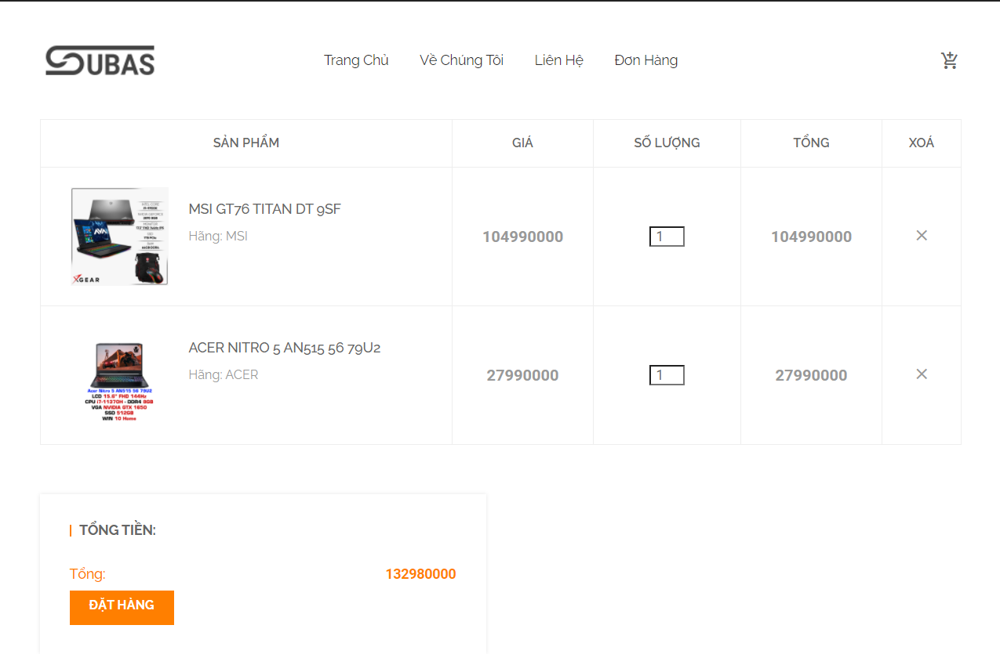 SUBAS
Trang Chủ Về Chúng Tôi Liên Hệ Đơn Hàng
SẢN PHẨM GIÁ SỐ LƯỢNG TỔNG XOÁ
MSI GT76 TITAN DT 9SF
Hãng: MSI
104990000 1 104990000
XGEAR
ACER NITRO 5 AN515 56 79U2
Hãng: ACER
27990000 1 27990000
Acer Nitro 5 AN515 56 79U2
LCD 15.6" FHD 144Hz
CPU i7-11370H - DDR4 8GB
VGA NVIDIA GTX 1650
SSD 512GB
WIN 10 Home
TỔNG TIỀN:
Tổng: 132980000
ĐẶT HÀNG